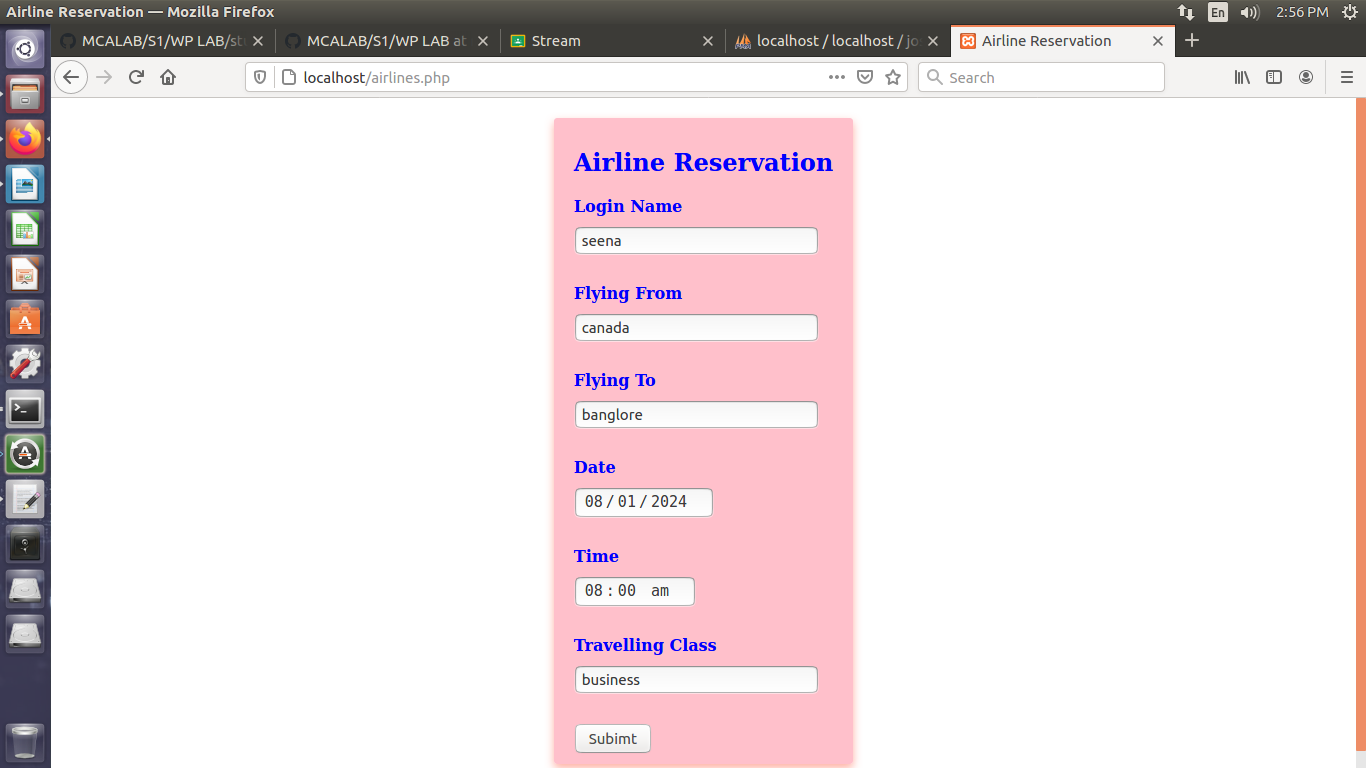 Airline Reservation — Mozilla Firefox
En
2:56 PM
MCALAB/S1/WP LAB/st
MCALAB/S1/WP LAB at
Stream
localhost / localhost / jo
Airline Reservation
localhost/airlines.php
Search
Airline Reservation
Login Name
seena
Flying From
canada
Flying To
banglore
Date
08/01/2024
Time
08:00 am
Travelling Class
business
Subimt